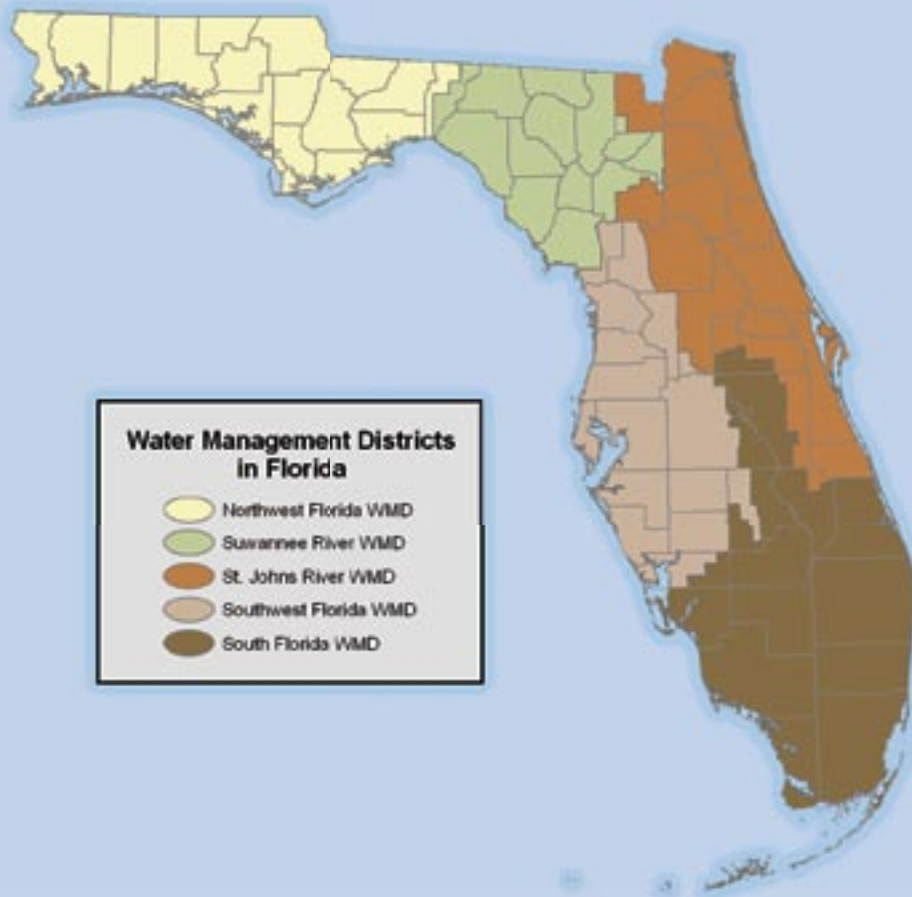 Water Management Districts
in Florida
Northwest Florida WMD
Suwannee River WMD
St. Johns River WMD
Southwest Florida WMD
South Florida WMD